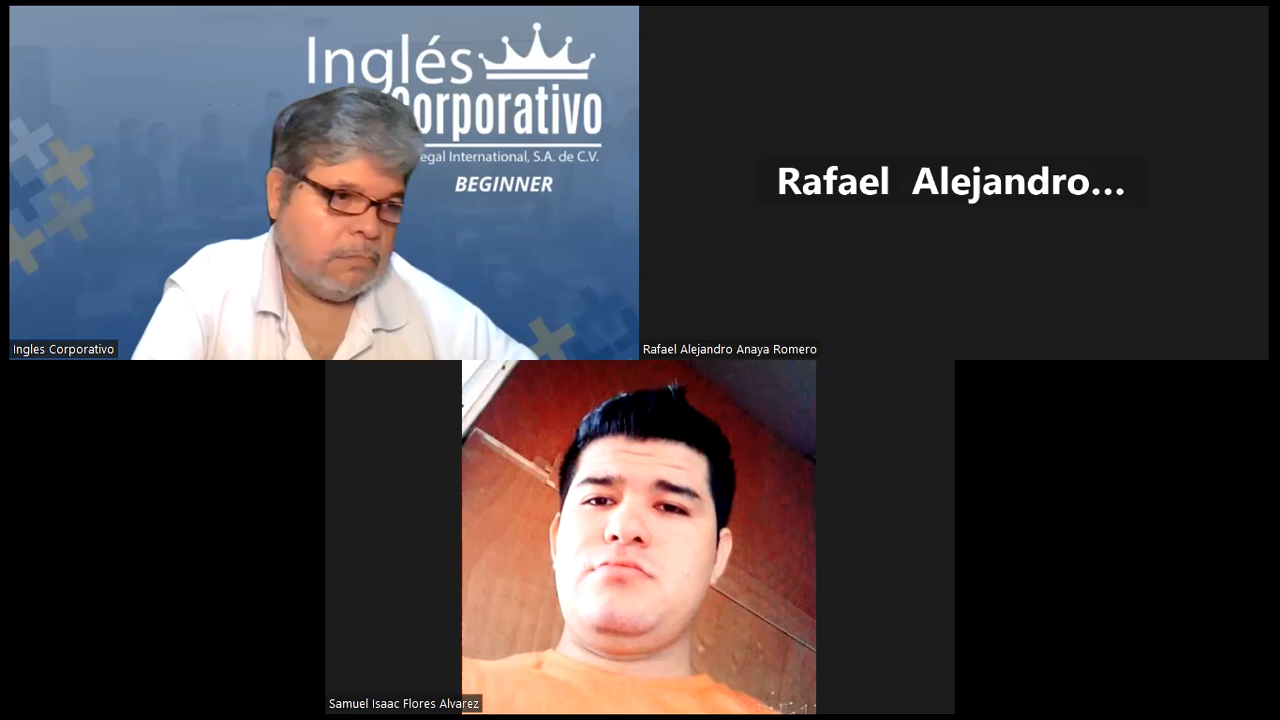 Inglés
Corporativo
egal International, S.A. de C.V.
BEGINNER
Rafael Alejandro...
Ingles Corporativo
Rafael Alejandro Anaya Romero
Samuel Isaac Flores Alvarez